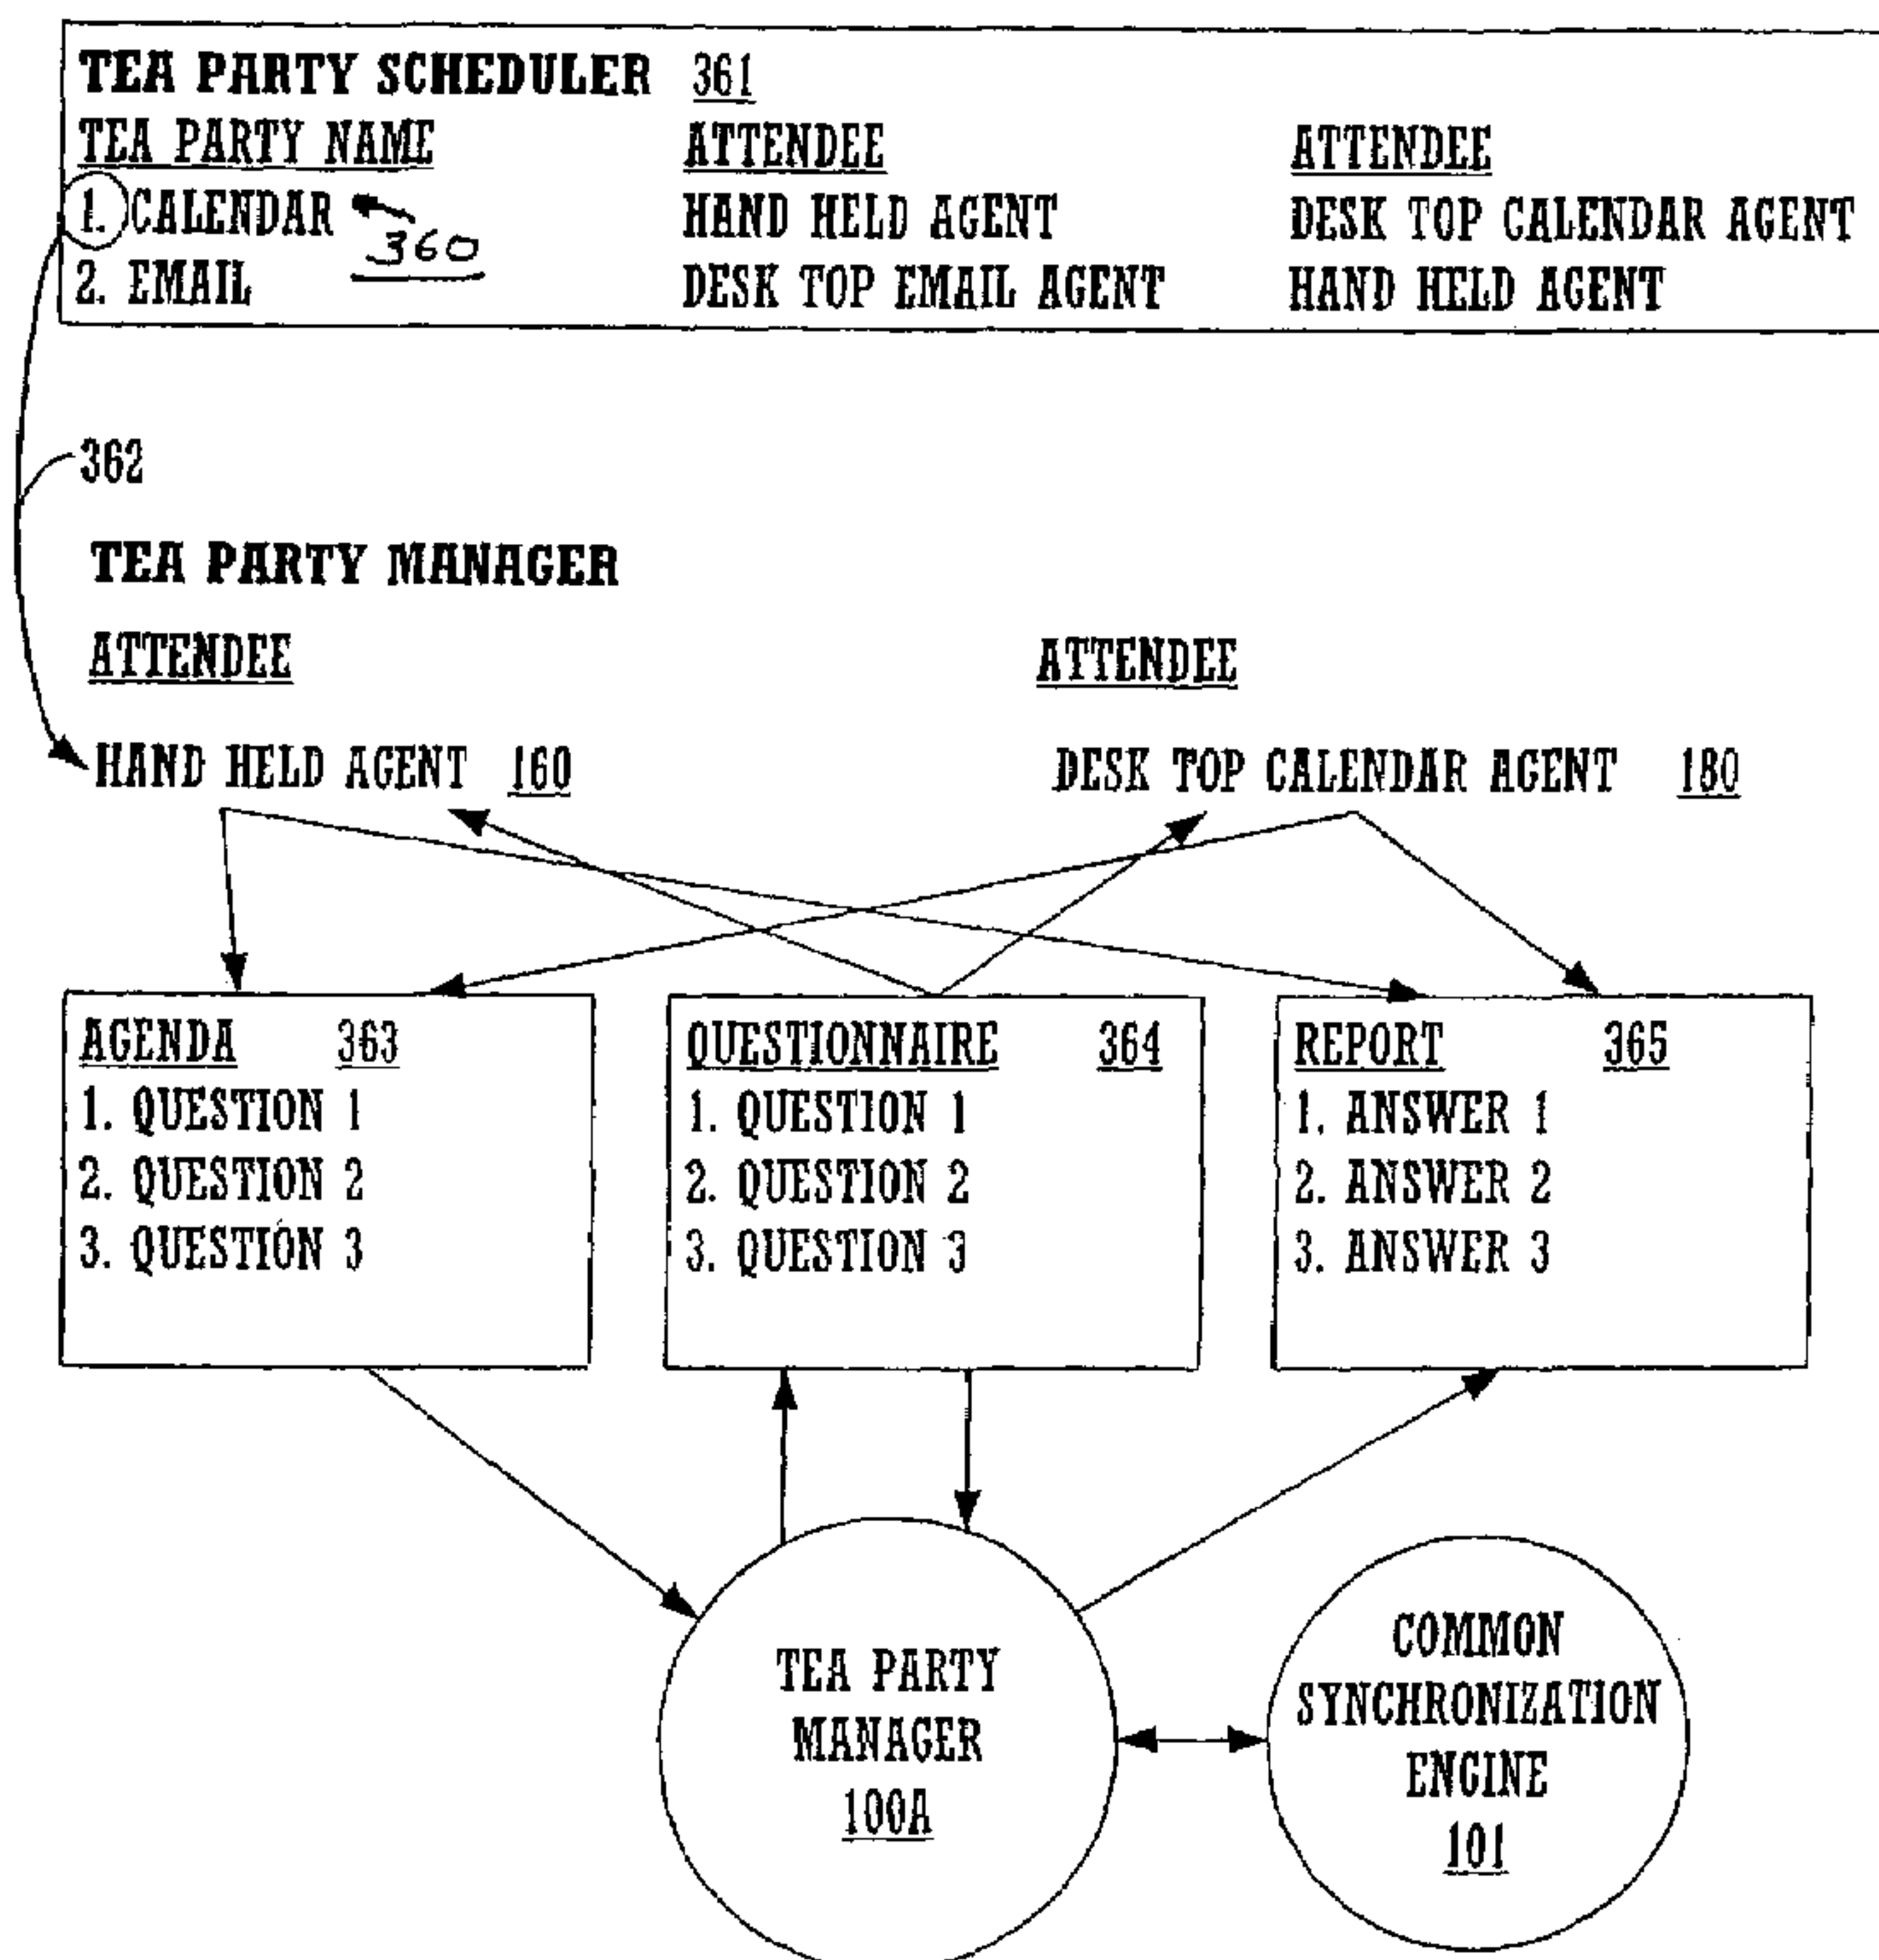 TEA PARTY SCHEDULER 361
TEA PARTY NAME ATTENDEE ATTENDEE
1. CALENDAR 360 HAND HELD AGENT DESK TOP CALENDAR AGENT
2. EMAIL DESK TOP EMAIL AGENT HAND HELD AGENT
362
TEA PARTY MANAGER
ATTENDEE ATTENDEE
HAND HELD AGENT 160 DESK TOP CALENDAR AGENT 180
AGENDA 363
1. QUESTION 1
2. QUESTION 2
3. QUESTION 3
QUESTIONNAIRE 364
1. QUESTION 1
2. QUESTION 2
3. QUESTION 3
REPORT 365
1. ANSWER 1
2. ANSWER 2
3. ANSWER 3
TEA PARTY
MANAGER
100A
COMMON
SYNCHRONIZATION
ENGINE
101